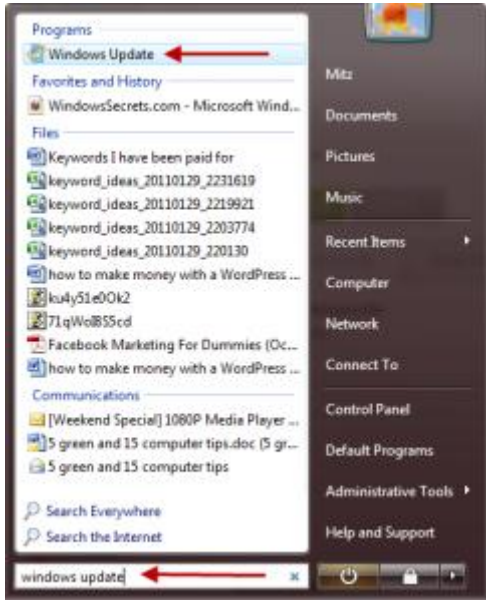 Programs
Windows Update
Favorites and History
WindowsSecrets.com - Microsoft Wind...
Files
Keywords I have been paid for
keyword_ideas_20110129_2231619
keyword_ideas_20110129_2219921
keyword_ideas_20110129_2203774
keyword_ideas_20110129_220130
how to make money with a WordPress ...
ku4y51e0Ok2
71qWolBS5cd
Facebook Marketing For Dummies (Oc...
how to make money with a WordPress ...
Communications
[Weekend Special] 1080P Media Player ...
5 green and 15 computer tips.doc (5 gr...
5 green and 15 computer tips
Search Everywhere
Search the Internet
windows update
Mitz
Documents
Pictures
Music
Recent Items
Computer
Network
Connect To
Control Panel
Default Programs
Administrative Tools
Help and Support